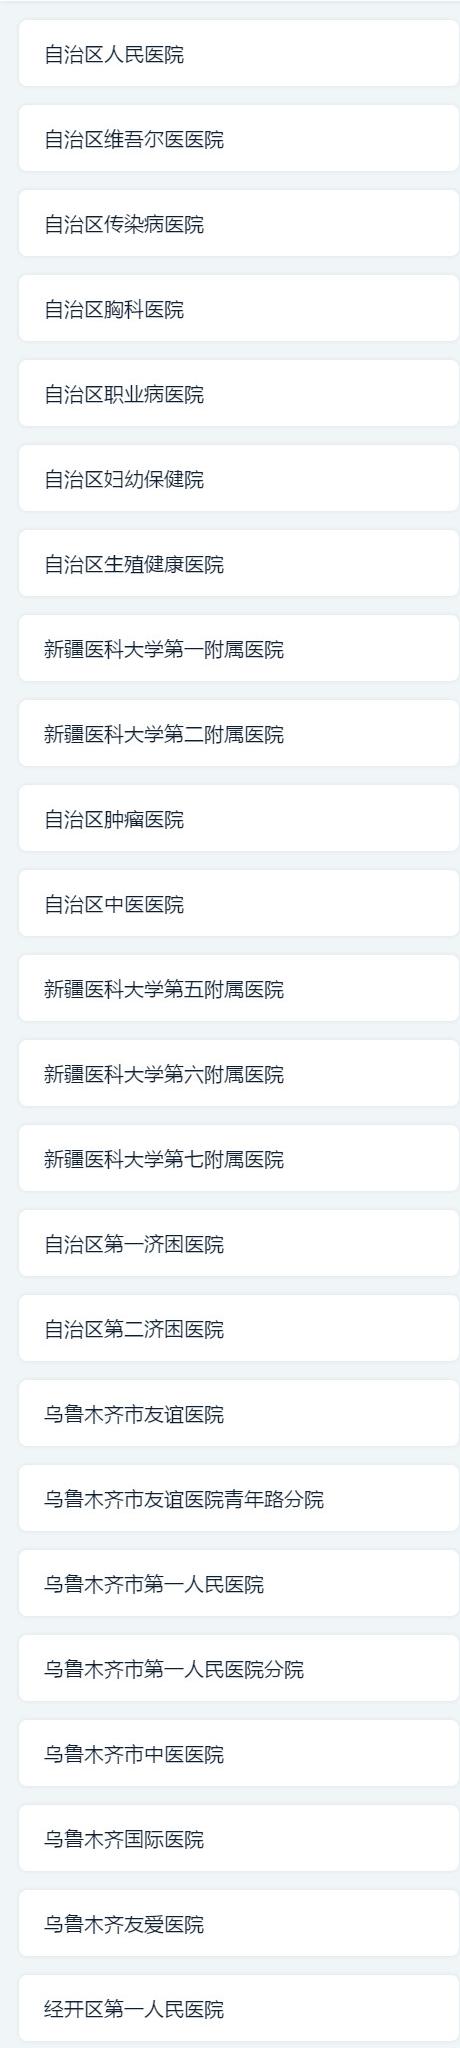 自治区人民医院
自治区维吾尔医医院
自治区传染病医院
自治区胸科医院
自治区职业病医院
自治区妇幼保健院
自治区生殖健康医院
新疆医科大学第一附属医院
新疆医科大学第二附属医院
自治区肿瘤医院
自治区中医医院
新疆医科大学第五附属医院
新疆医科大学第六附属医院
新疆医科大学第七附属医院
自治区第一济困医院
自治区第二济困医院
乌鲁木齐市友谊医院
乌鲁木齐市友谊医院青年路分院
乌鲁木齐市第一人民医院
乌鲁木齐市第一人民医院分院
乌鲁木齐市中医医院
乌鲁木齐国际医院
乌鲁木齐友爱医院
经开区第一人民医院